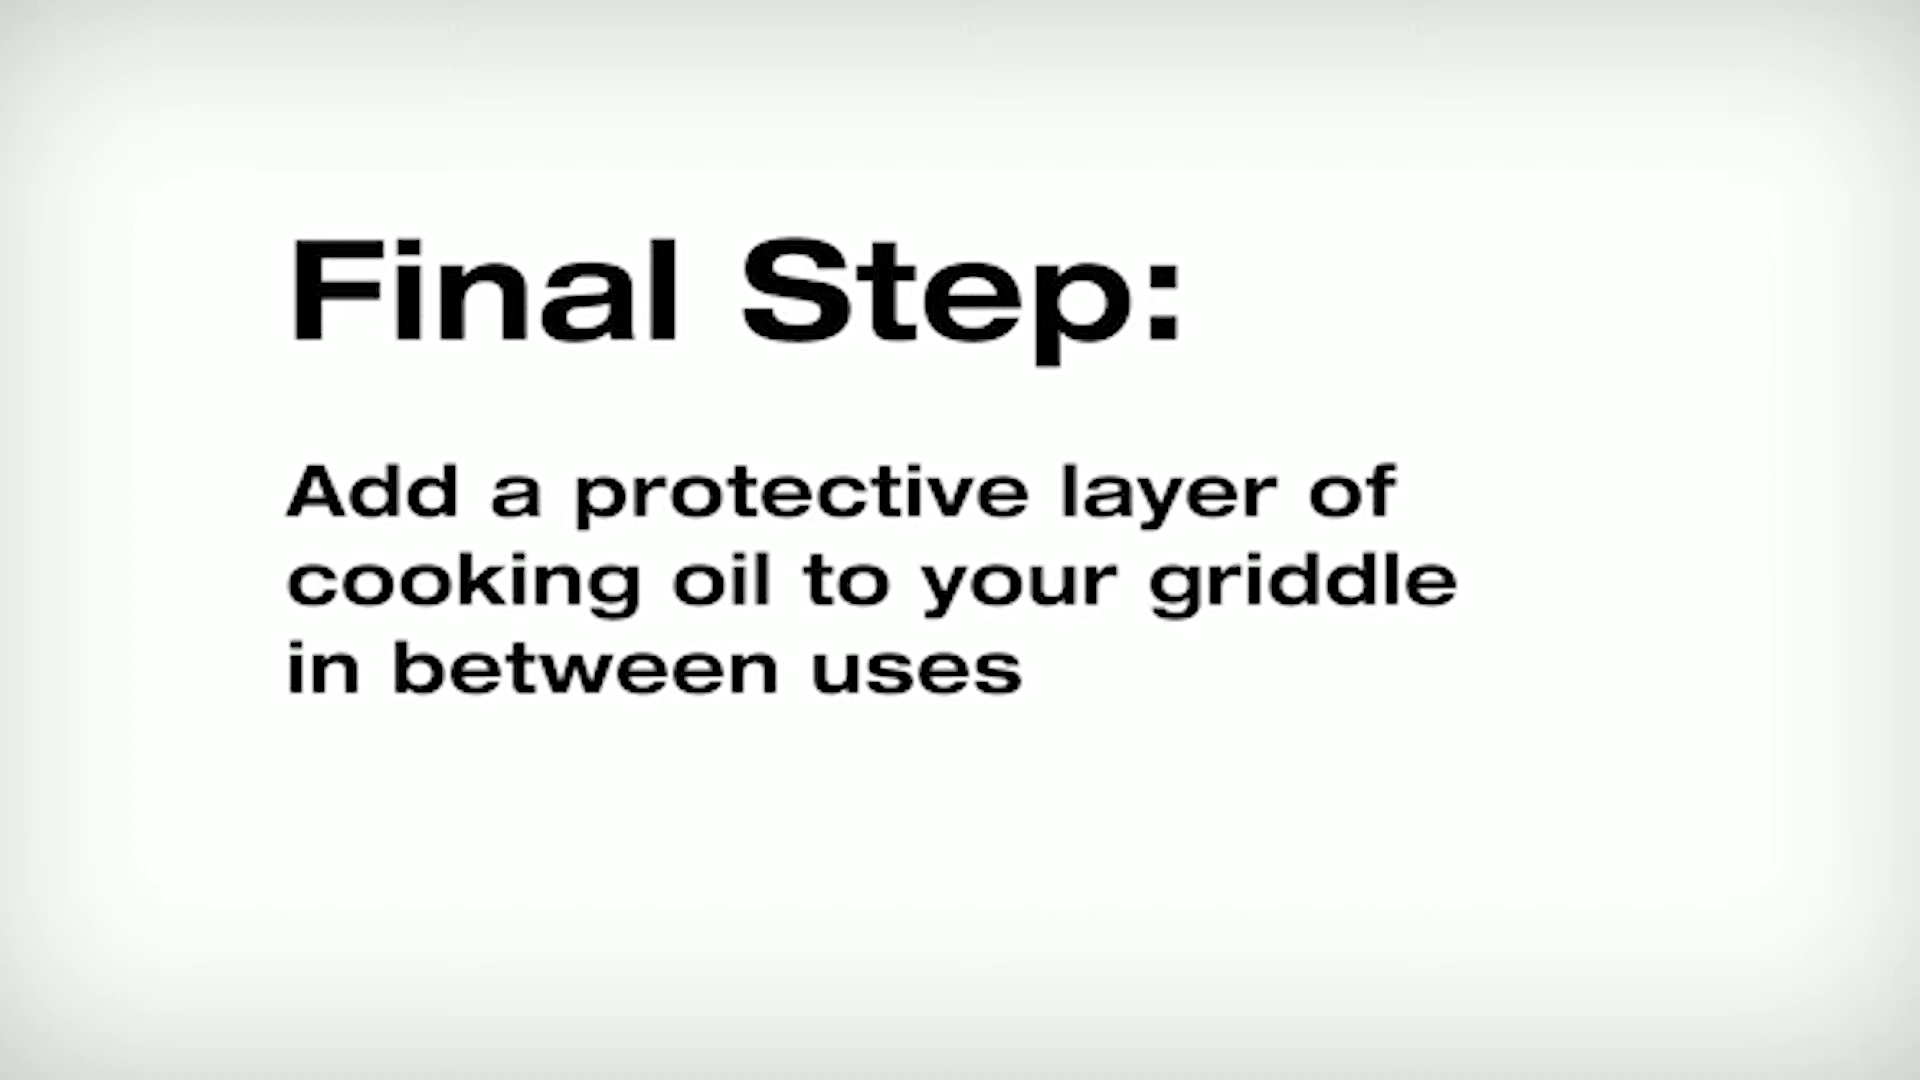 Final Step:
Add a protective layer of
cooking oil to your griddle
in between uses